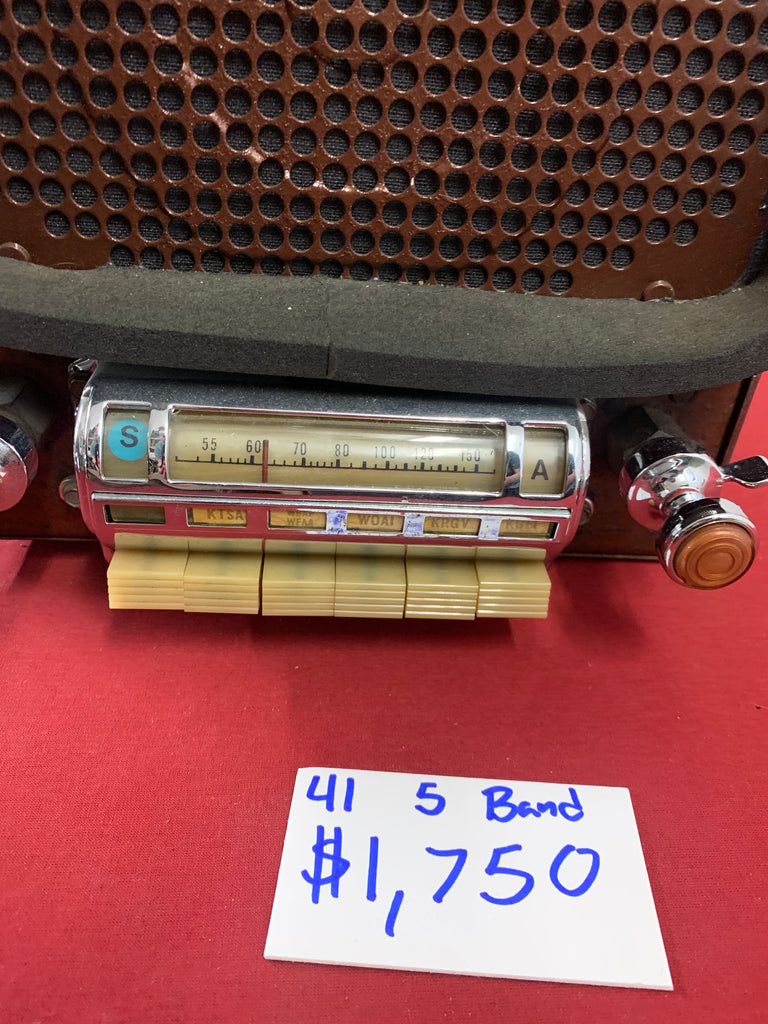 S
55 60 70 80 100 120 150
A
KTSA WFAA WOAI KRGV
41 5 Band
$1,750